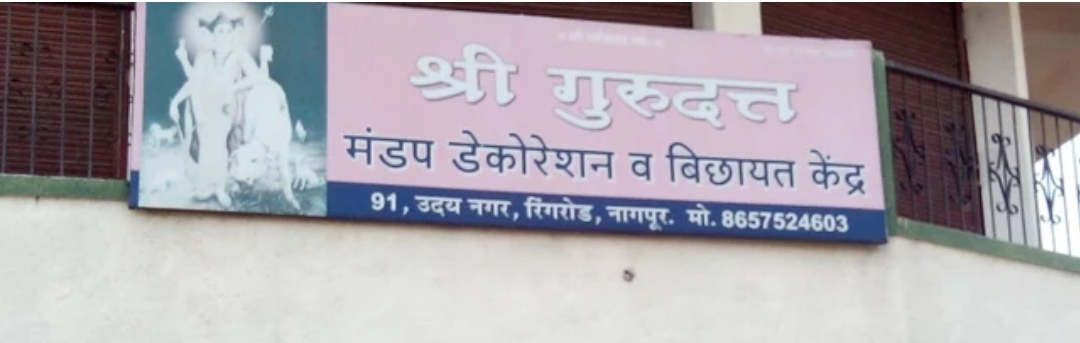 श्री गुरुदत्त
मंडप डेकोरेशन व बिछायत केंद्र
91, उदय नगर, रिंगरोड, नागपूर. मो. 8657524603